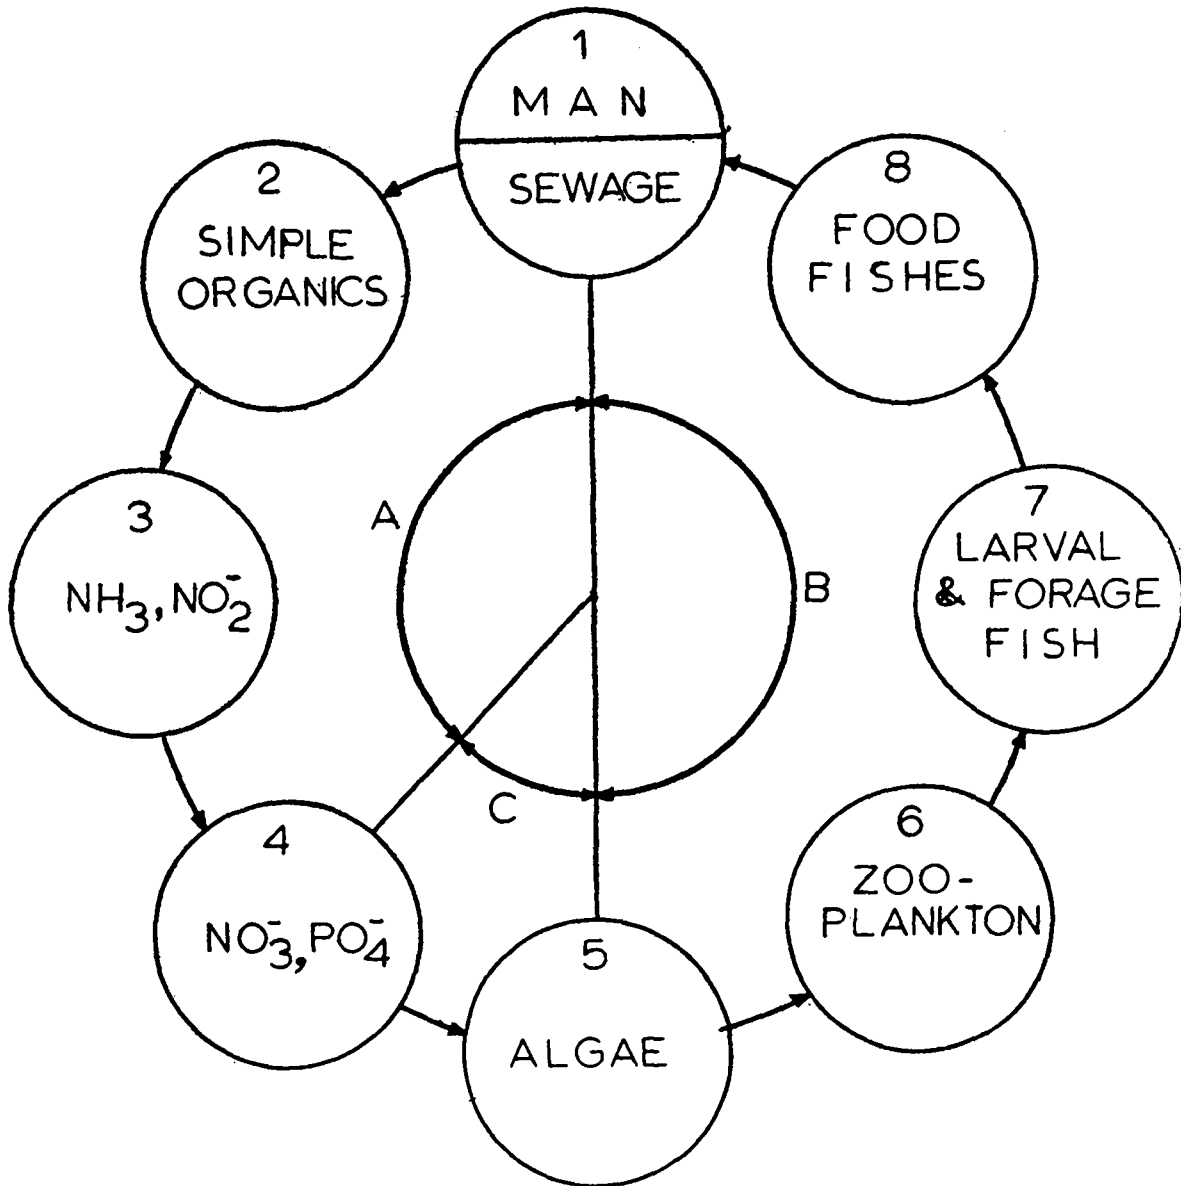 1
M A N
SEWAGE
2
SIMPLE
ORGANICS
3
NH₃, NO₂⁻
4
NO₃⁻, PO₄⁻
5
ALGAE
6
ZOO-
PLANKTON
7
LARVAL
& FORAGE
FISH
8
FOOD
FISHES
A
B
C